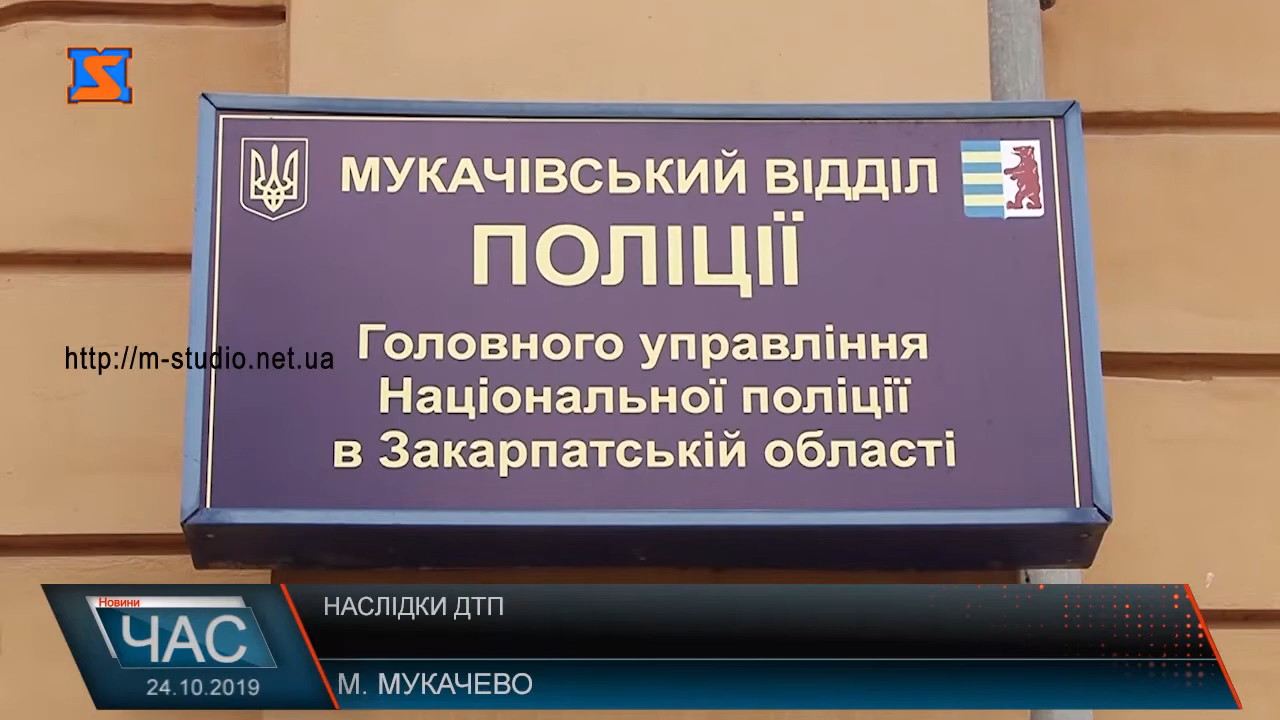 MS
МУКАЧІВСЬКИЙ ВІДДІЛ
ПОЛІЦІЇ
Головного управління
Національної поліції
в Закарпатській області
http://m-studio.net.ua
Новини
ЧАС
24.10.2019
НАСЛІДКИ ДТП
М. МУКАЧЕВО